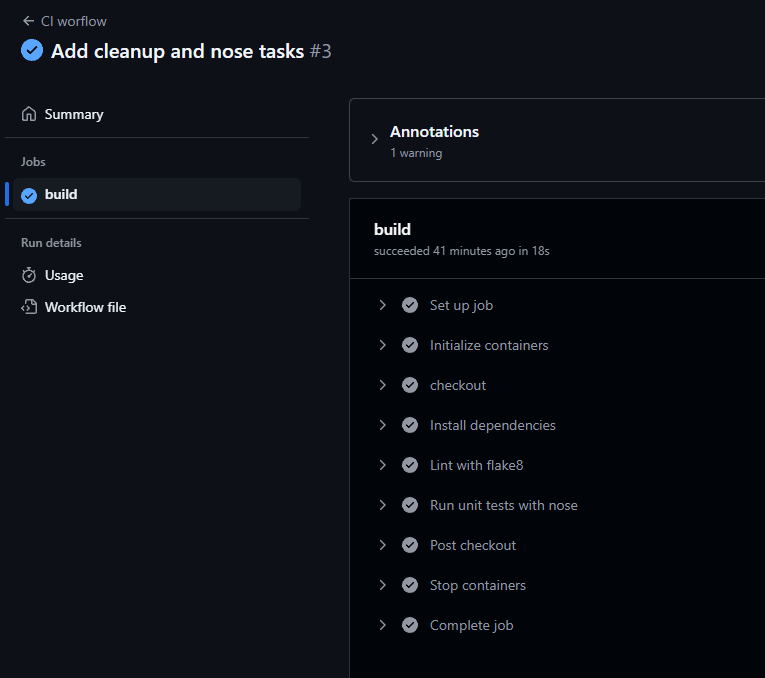 CI worflow
Add cleanup and nose tasks #3
Summary
Jobs
build
Run details
Usage
Workflow file
Annotations
1 warning
build
succeeded 41 minutes ago in 18s
Set up job
Initialize containers
checkout
Install dependencies
Lint with flake8
Run unit tests with nose
Post checkout
Stop containers
Complete job